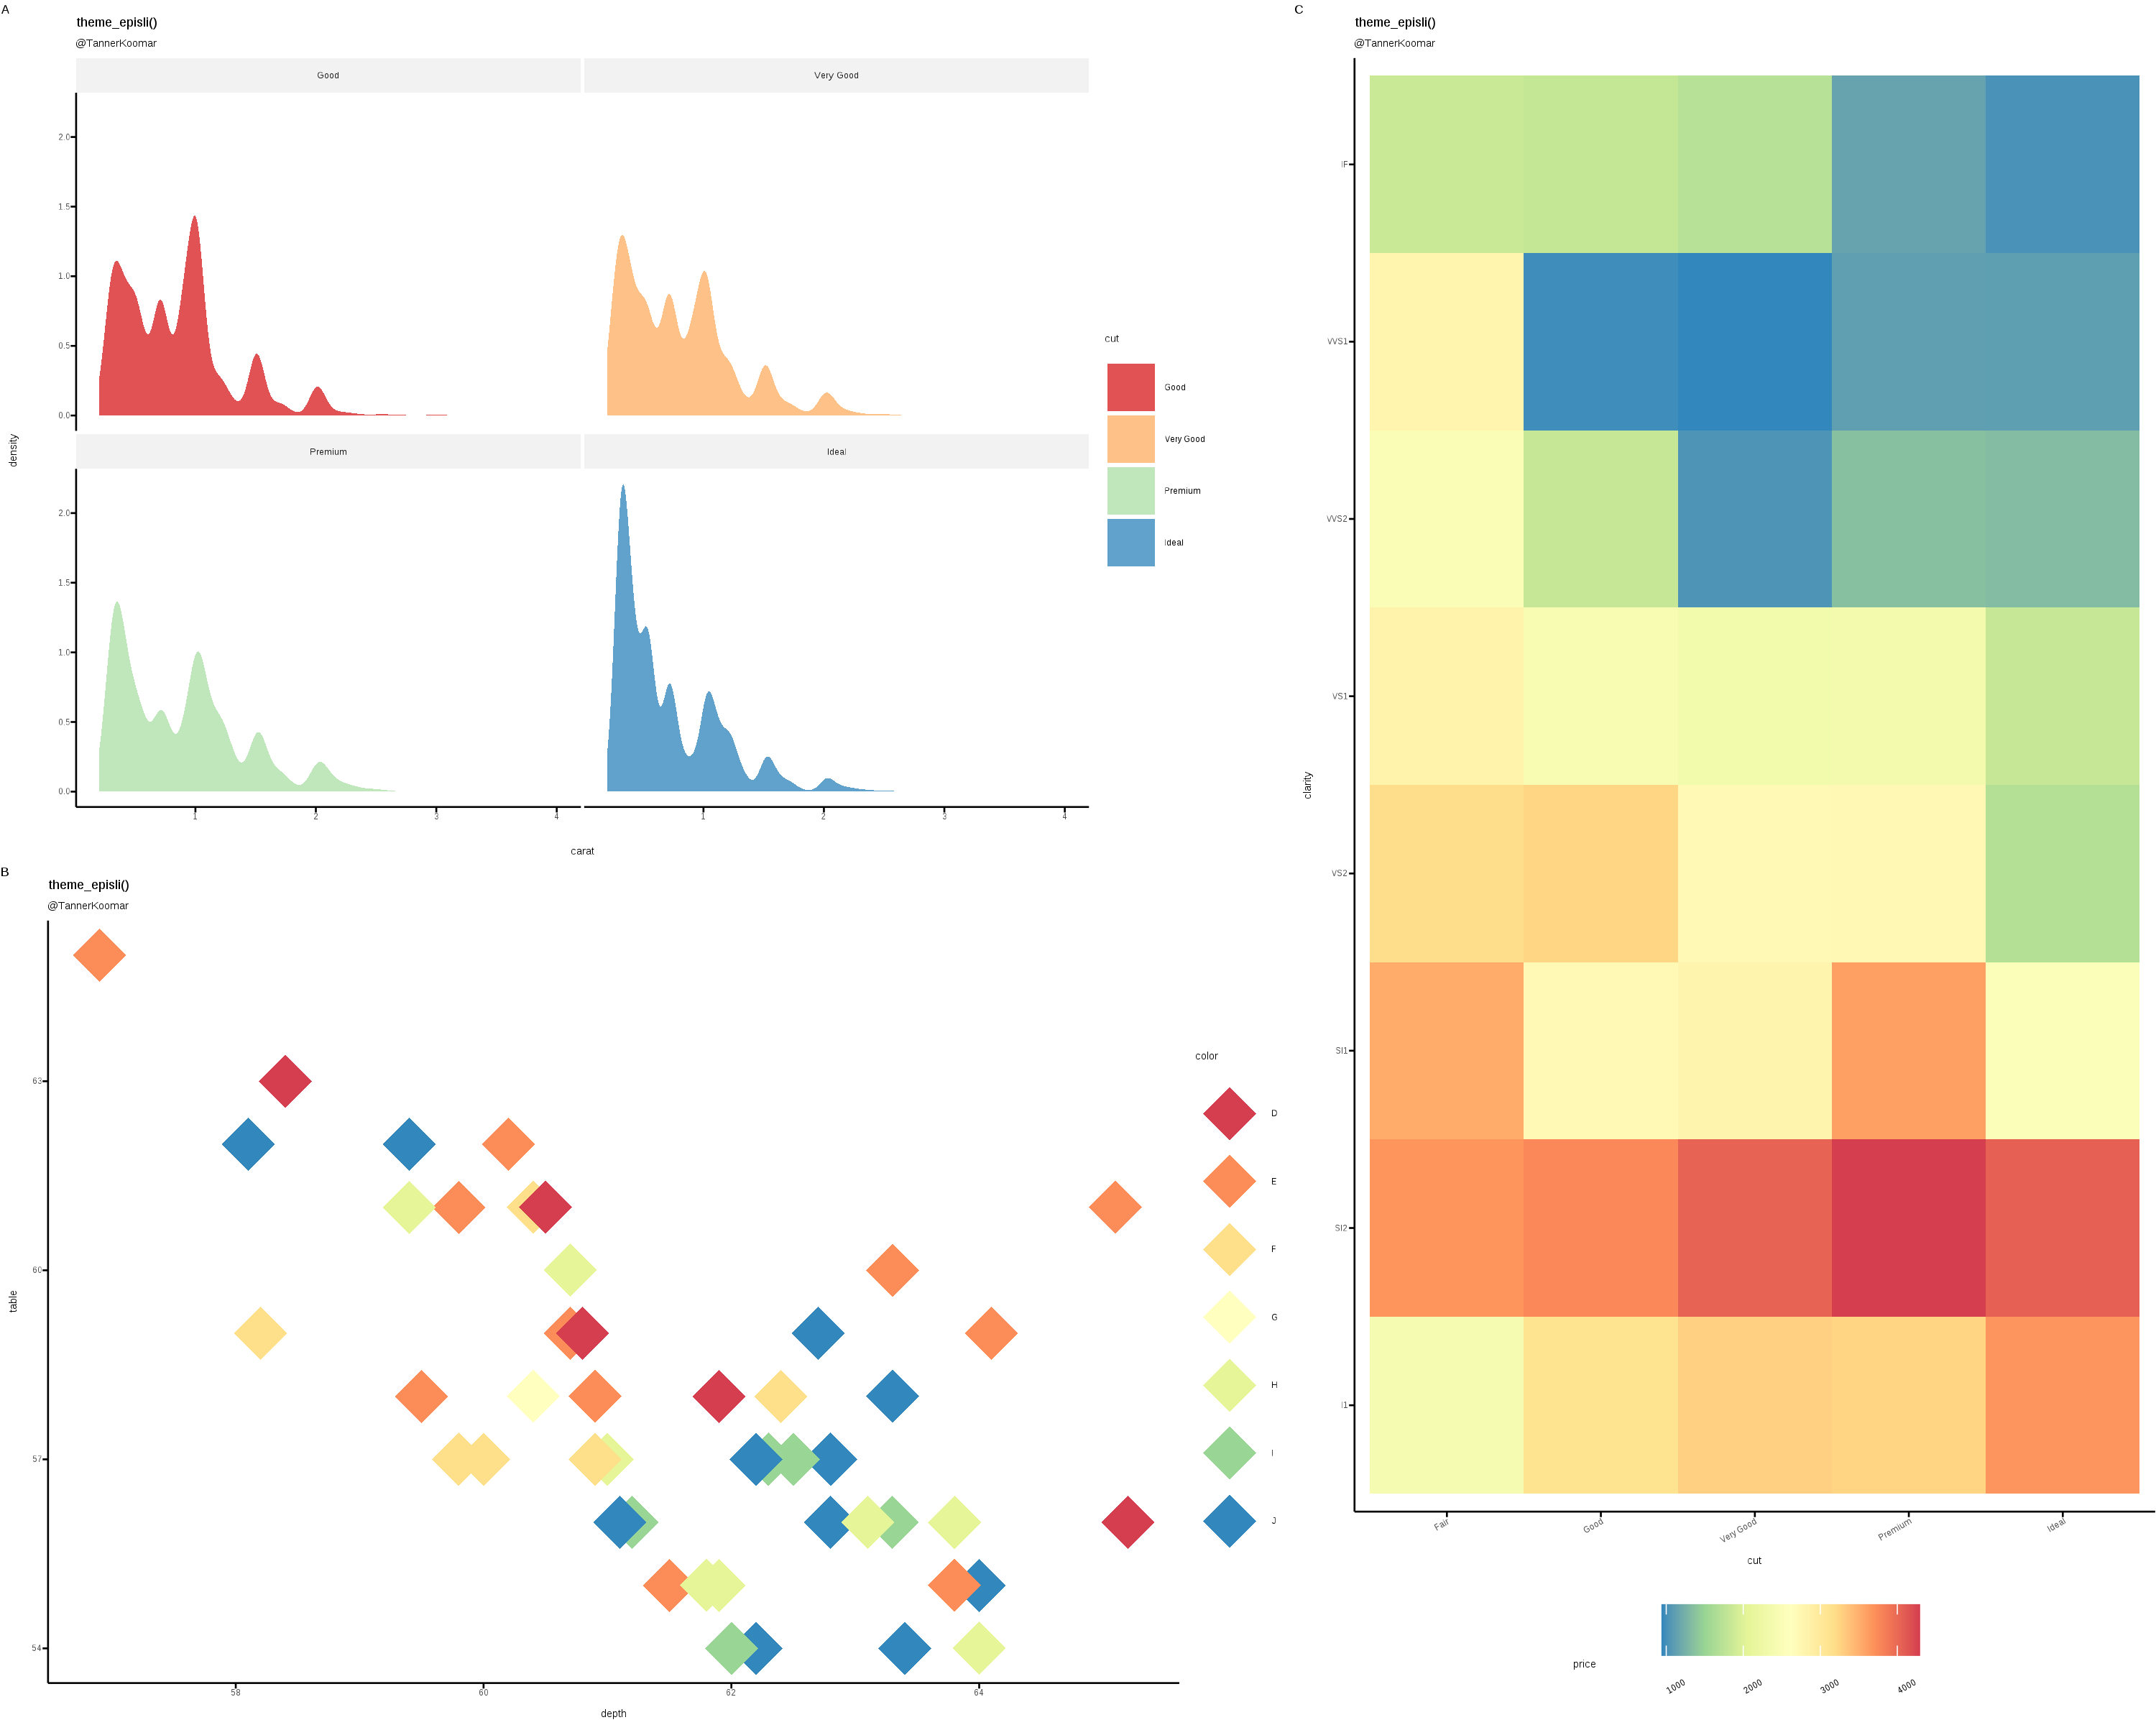 A
theme_episli()
@TannerKoomar
Good
Very Good
2.0
1.5
1.0
0.5
0.0
density
Premium
Ideal
2.0
1.5
1.0
0.5
0.0
1
2
3
4
1
2
3
4
carat
cut
Good
Very Good
Premium
Ideal
B
theme_episli()
@TannerKoomar
63
60
57
54
table
58
60
62
64
depth
color
D
E
F
G
H
I
J
C
theme_episli()
@TannerKoomar
IF
VVS1
VVS2
VS1
VS2
SI1
SI2
I1
clarity
Fair
Good
Very Good
Premium
Ideal
cut
price
1000
2000
3000
4000